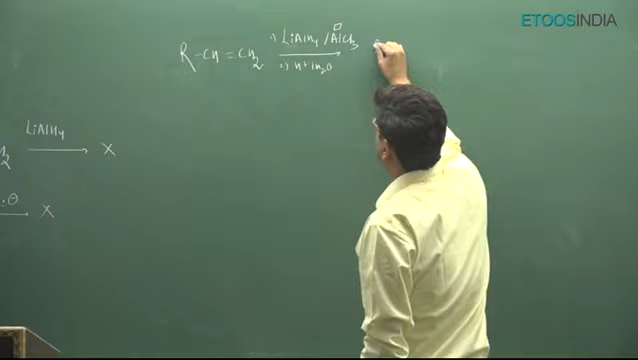 ETOOSINDIA
R-CH=CH2 1) LiAlH4/AlCl3
2) H+/H2O
LiAlH4 X
X